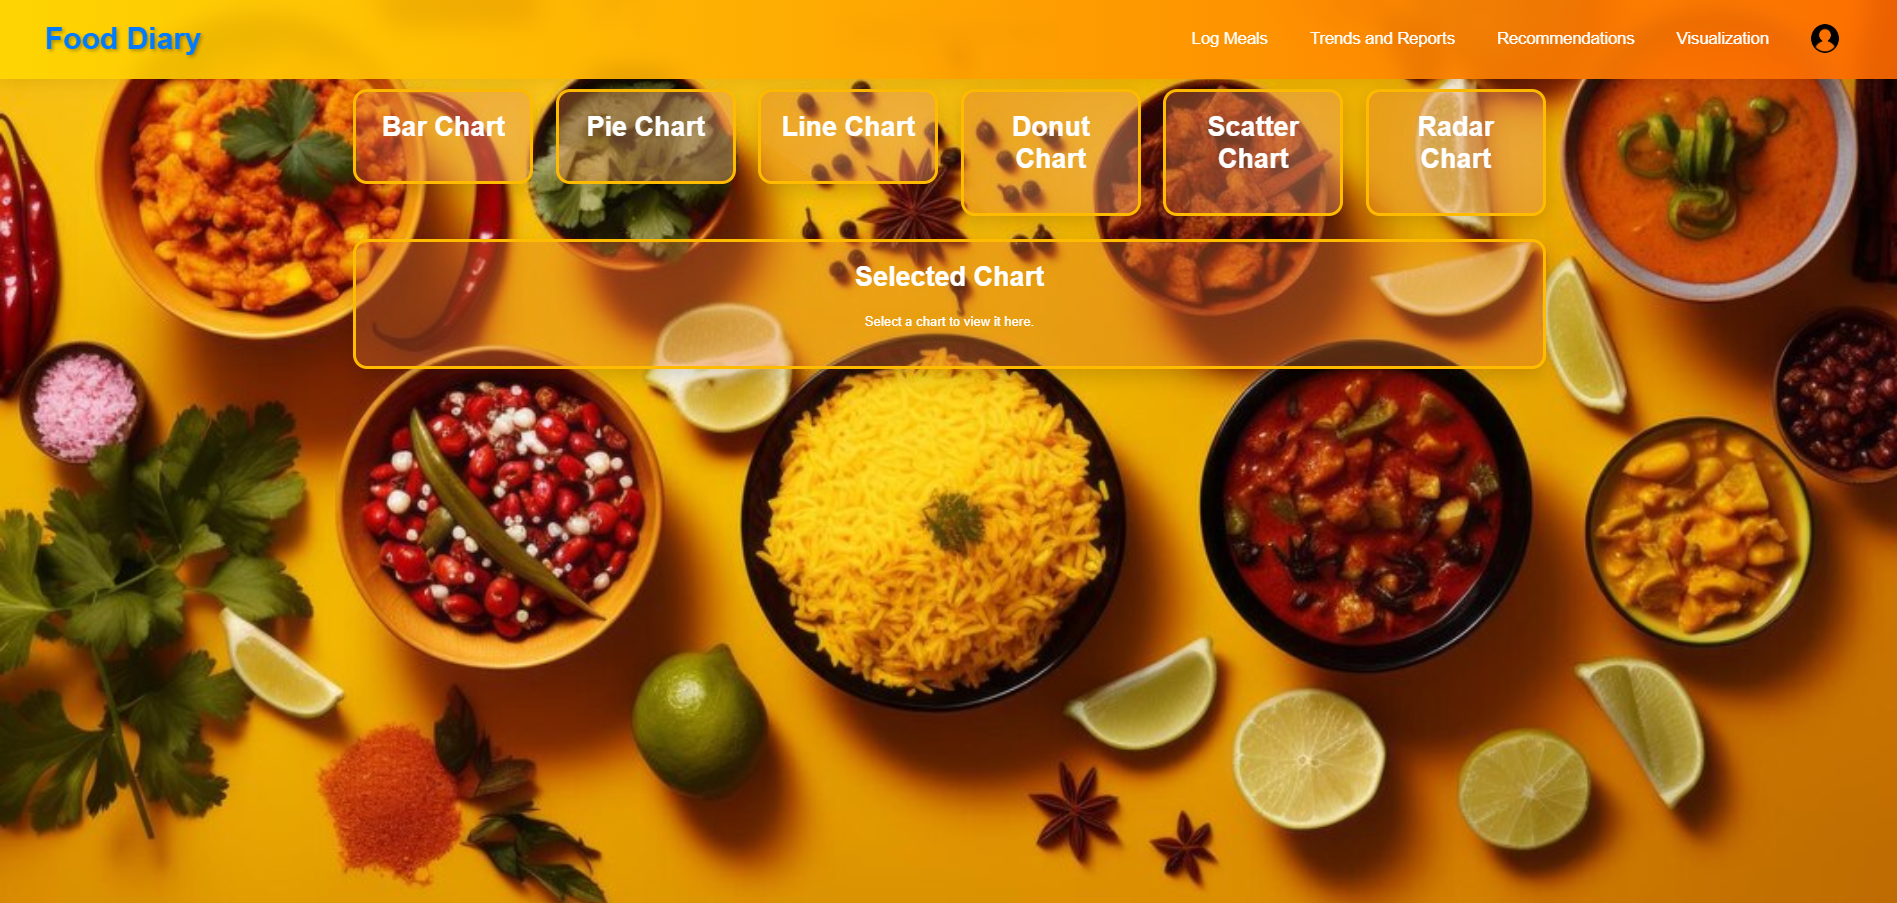 Food Diary
Log Meals
Trends and Reports
Recommendations
Visualization
Bar Chart
Pie Chart
Line Chart
Donut
Chart
Scatter
Chart
Radar
Chart
Selected Chart
Select a chart to view it here.